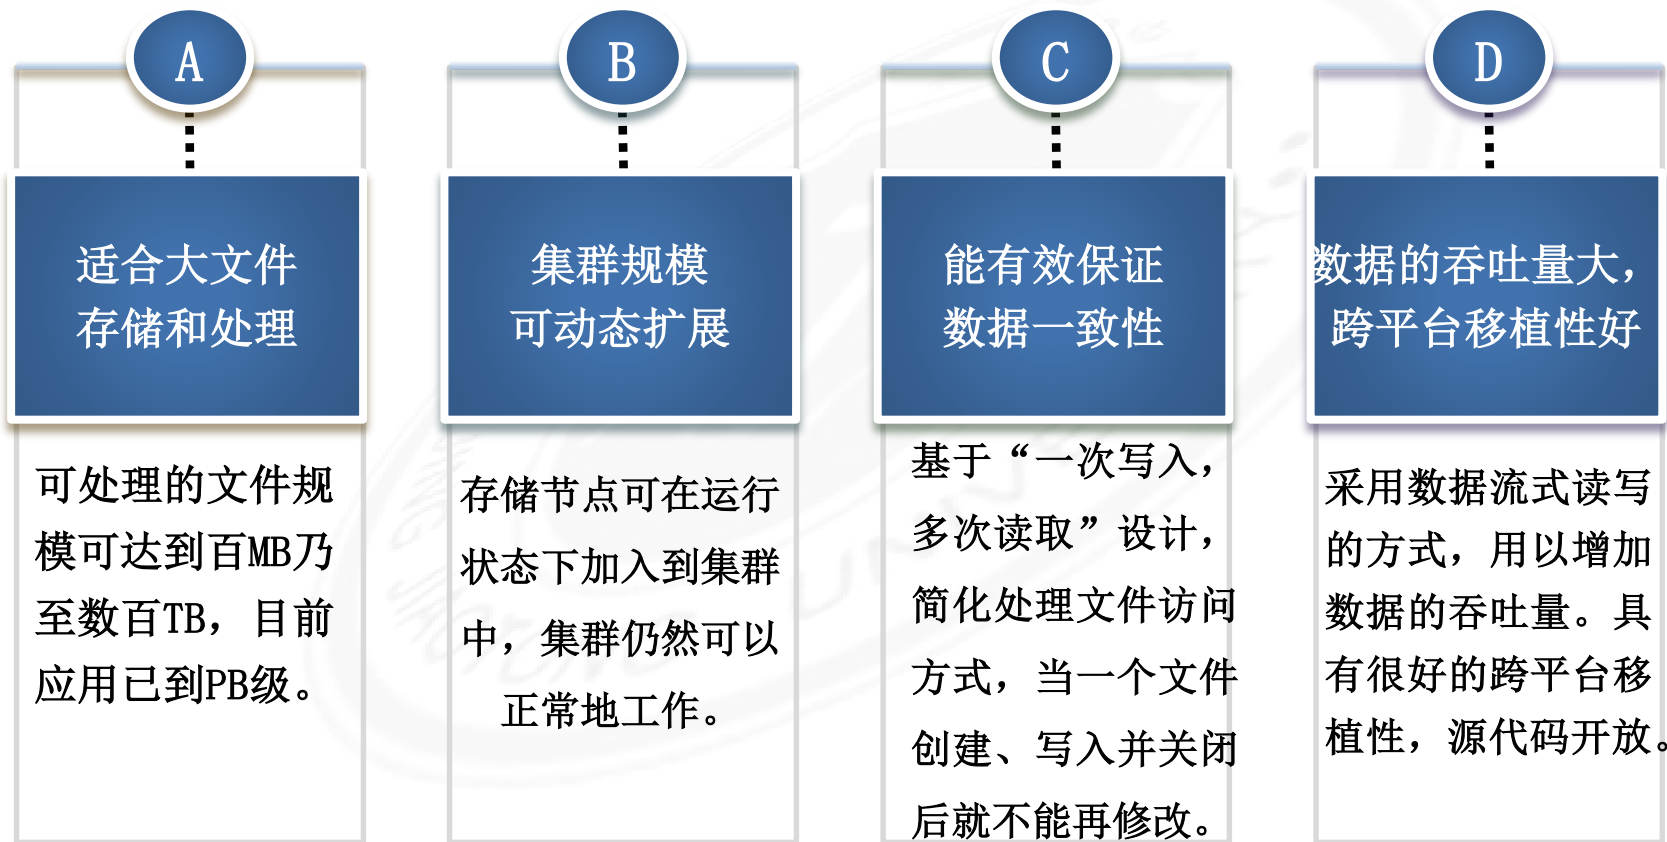 A
适合大文件
存储和处理
可处理的文件规
模可达到百MB乃
至数百TB，目前
应用已到PB级。
B
集群规模
可动态扩展
存储节点可在运行
状态下加入到集群
中，集群仍然可以
正常地工作。
C
能有效保证
数据一致性
基于“一次写入，
多次读取”设计，
简化处理文件访问
方式，当一个文件
创建、写入并关闭
后就不能再修改。
D
数据的吞吐量大，
跨平台移植性好
采用数据流式读写
的方式，用以增加
数据的吞吐量。具
有很好的跨平台移
植性，源代码开放。